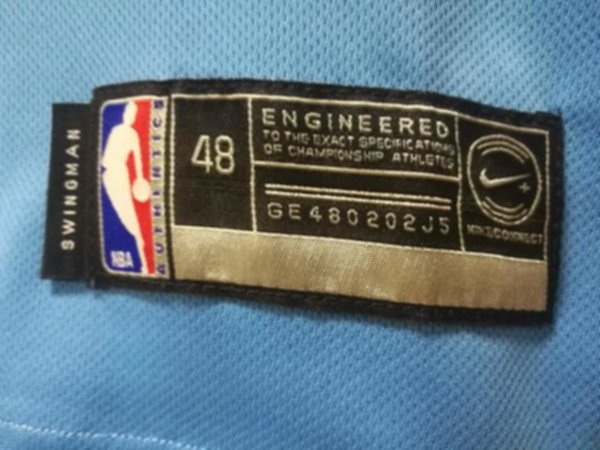 SWINGMAN
NBA
AUTHENTICS
48
ENGINEERED
TO THE EXACT SPECIFICATIONS
OF CHAMPIONSHIP ATHLETES
GE480202J5
NIKECONNECT